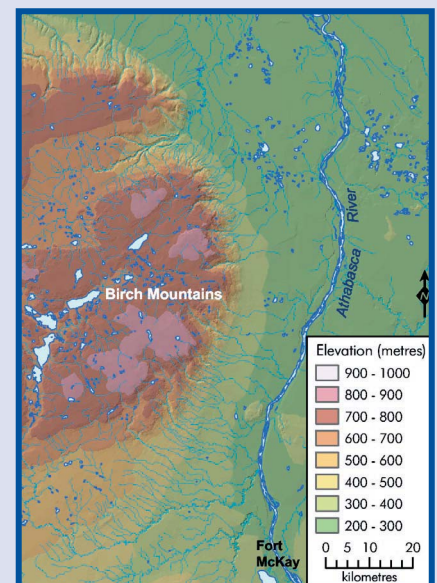 Athabasca River
Birch Mountains
N
Elevation (metres)
900 - 1000
800 - 900
700 - 800
600 - 700
500 - 600
400 - 500
300 - 400
200 - 300
Fort
McKay
0 5 10 20
kilometres